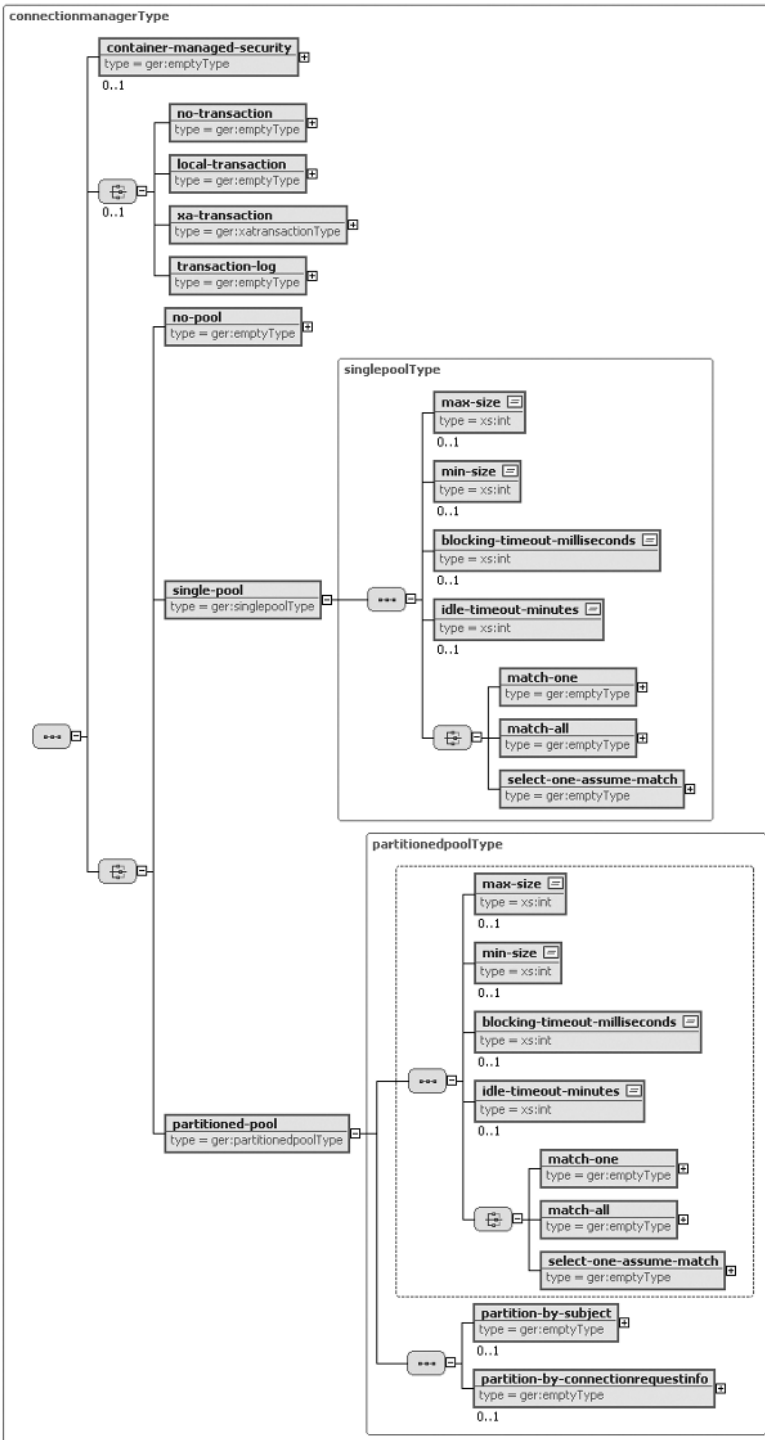 connectionmanagerType
container-managed-security
type = ger:emptyType
0..1
no-transaction
type = ger:emptyType
local-transaction
type = ger:emptyType
0..1
xa-transaction
type = ger:xatransactionType
transaction-log
type = ger:emptyType
no-pool
type = ger:emptyType
singlepoolType
max-size
type = xs:int
0..1
min-size
type = xs:int
0..1
blocking-timeout-milliseconds
type = xs:int
0..1
single-pool
type = ger:singlepoolType
idle-timeout-minutes
type = xs:int
0..1
match-one
type = ger:emptyType
match-all
type = ger:emptyType
select-one-assume-match
type = ger:emptyType
partitionedpoolType
max-size
type = xs:int
0..1
min-size
type = xs:int
0..1
blocking-timeout-milliseconds
type = xs:int
0..1
idle-timeout-minutes
type = xs:int
0..1
partitioned-pool
type = ger:partitionedpoolType
match-one
type = ger:emptyType
match-all
type = ger:emptyType
select-one-assume-match
type = ger:emptyType
partition-by-subject
type = ger:emptyType
0..1
partition-by-connectionrequestinfo
type = ger:emptyType
0..1